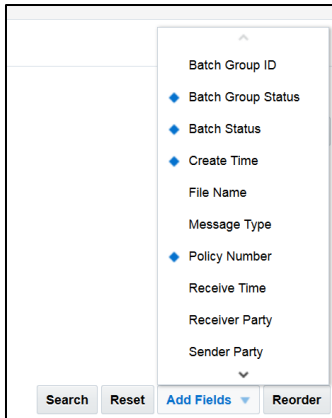 Batch Group ID
Batch Group Status
Batch Status
Create Time
File Name
Message Type
Policy Number
Receive Time
Receiver Party
Sender Party
Search Reset Add Fields Reorder